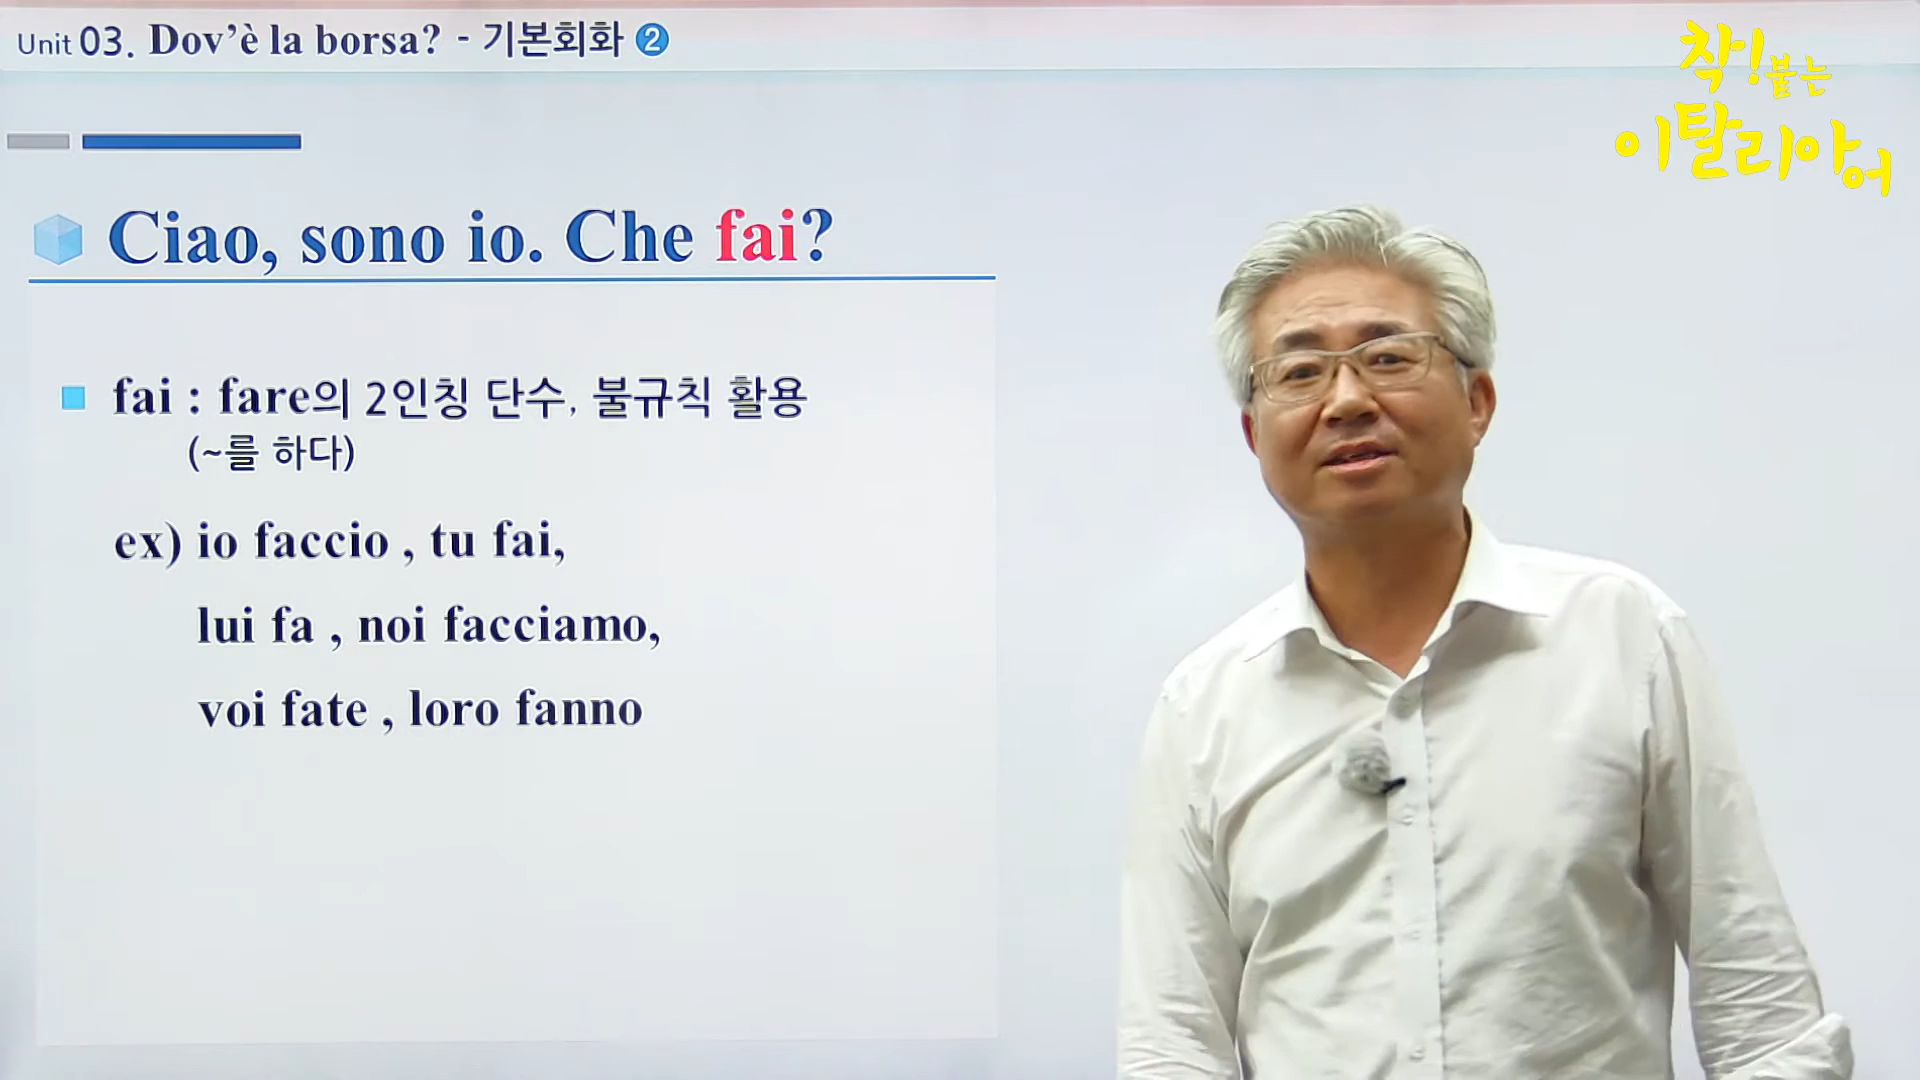 Unit 03. Dov’è la borsa? - 기본회화 ②
착! 붙는
이탈리아어
Ciao, sono io. Che fai?
fai : fare의 2인칭 단수, 불규칙 활용
(~를 하다)
ex) io faccio , tu fai,
lui fa , noi facciamo,
voi fate , loro fanno